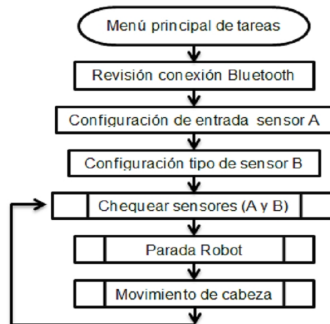 Menú principal de tareas
Revisión conexión Bluetooth
Configuración de entrada sensor A
Configuración tipo de sensor B
Chequear sensores (A y B)
Parada Robot
Movimiento de cabeza